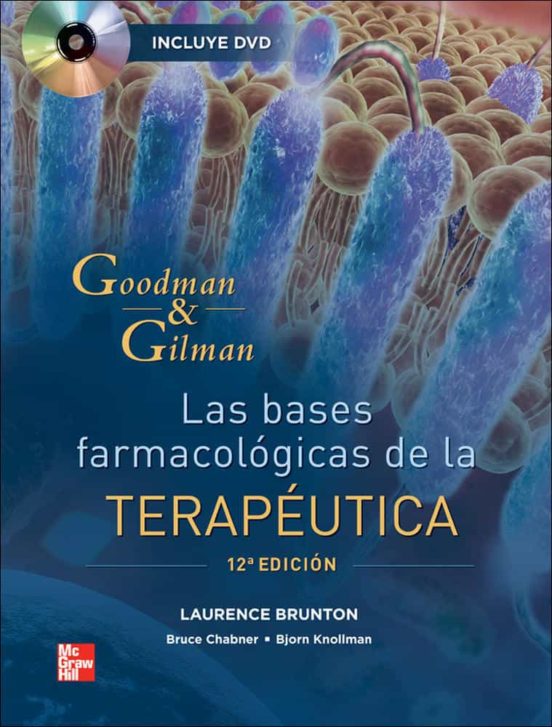 INCLUYE DVD
Goodman
&
Gilman
Las bases
farmacológicas de la
TERAPÉUTICA
12ª EDICIÓN
LAURENCE BRUNTON
Bruce Chabner ▪ Bjorn Knollman
Mc
Graw
Hill